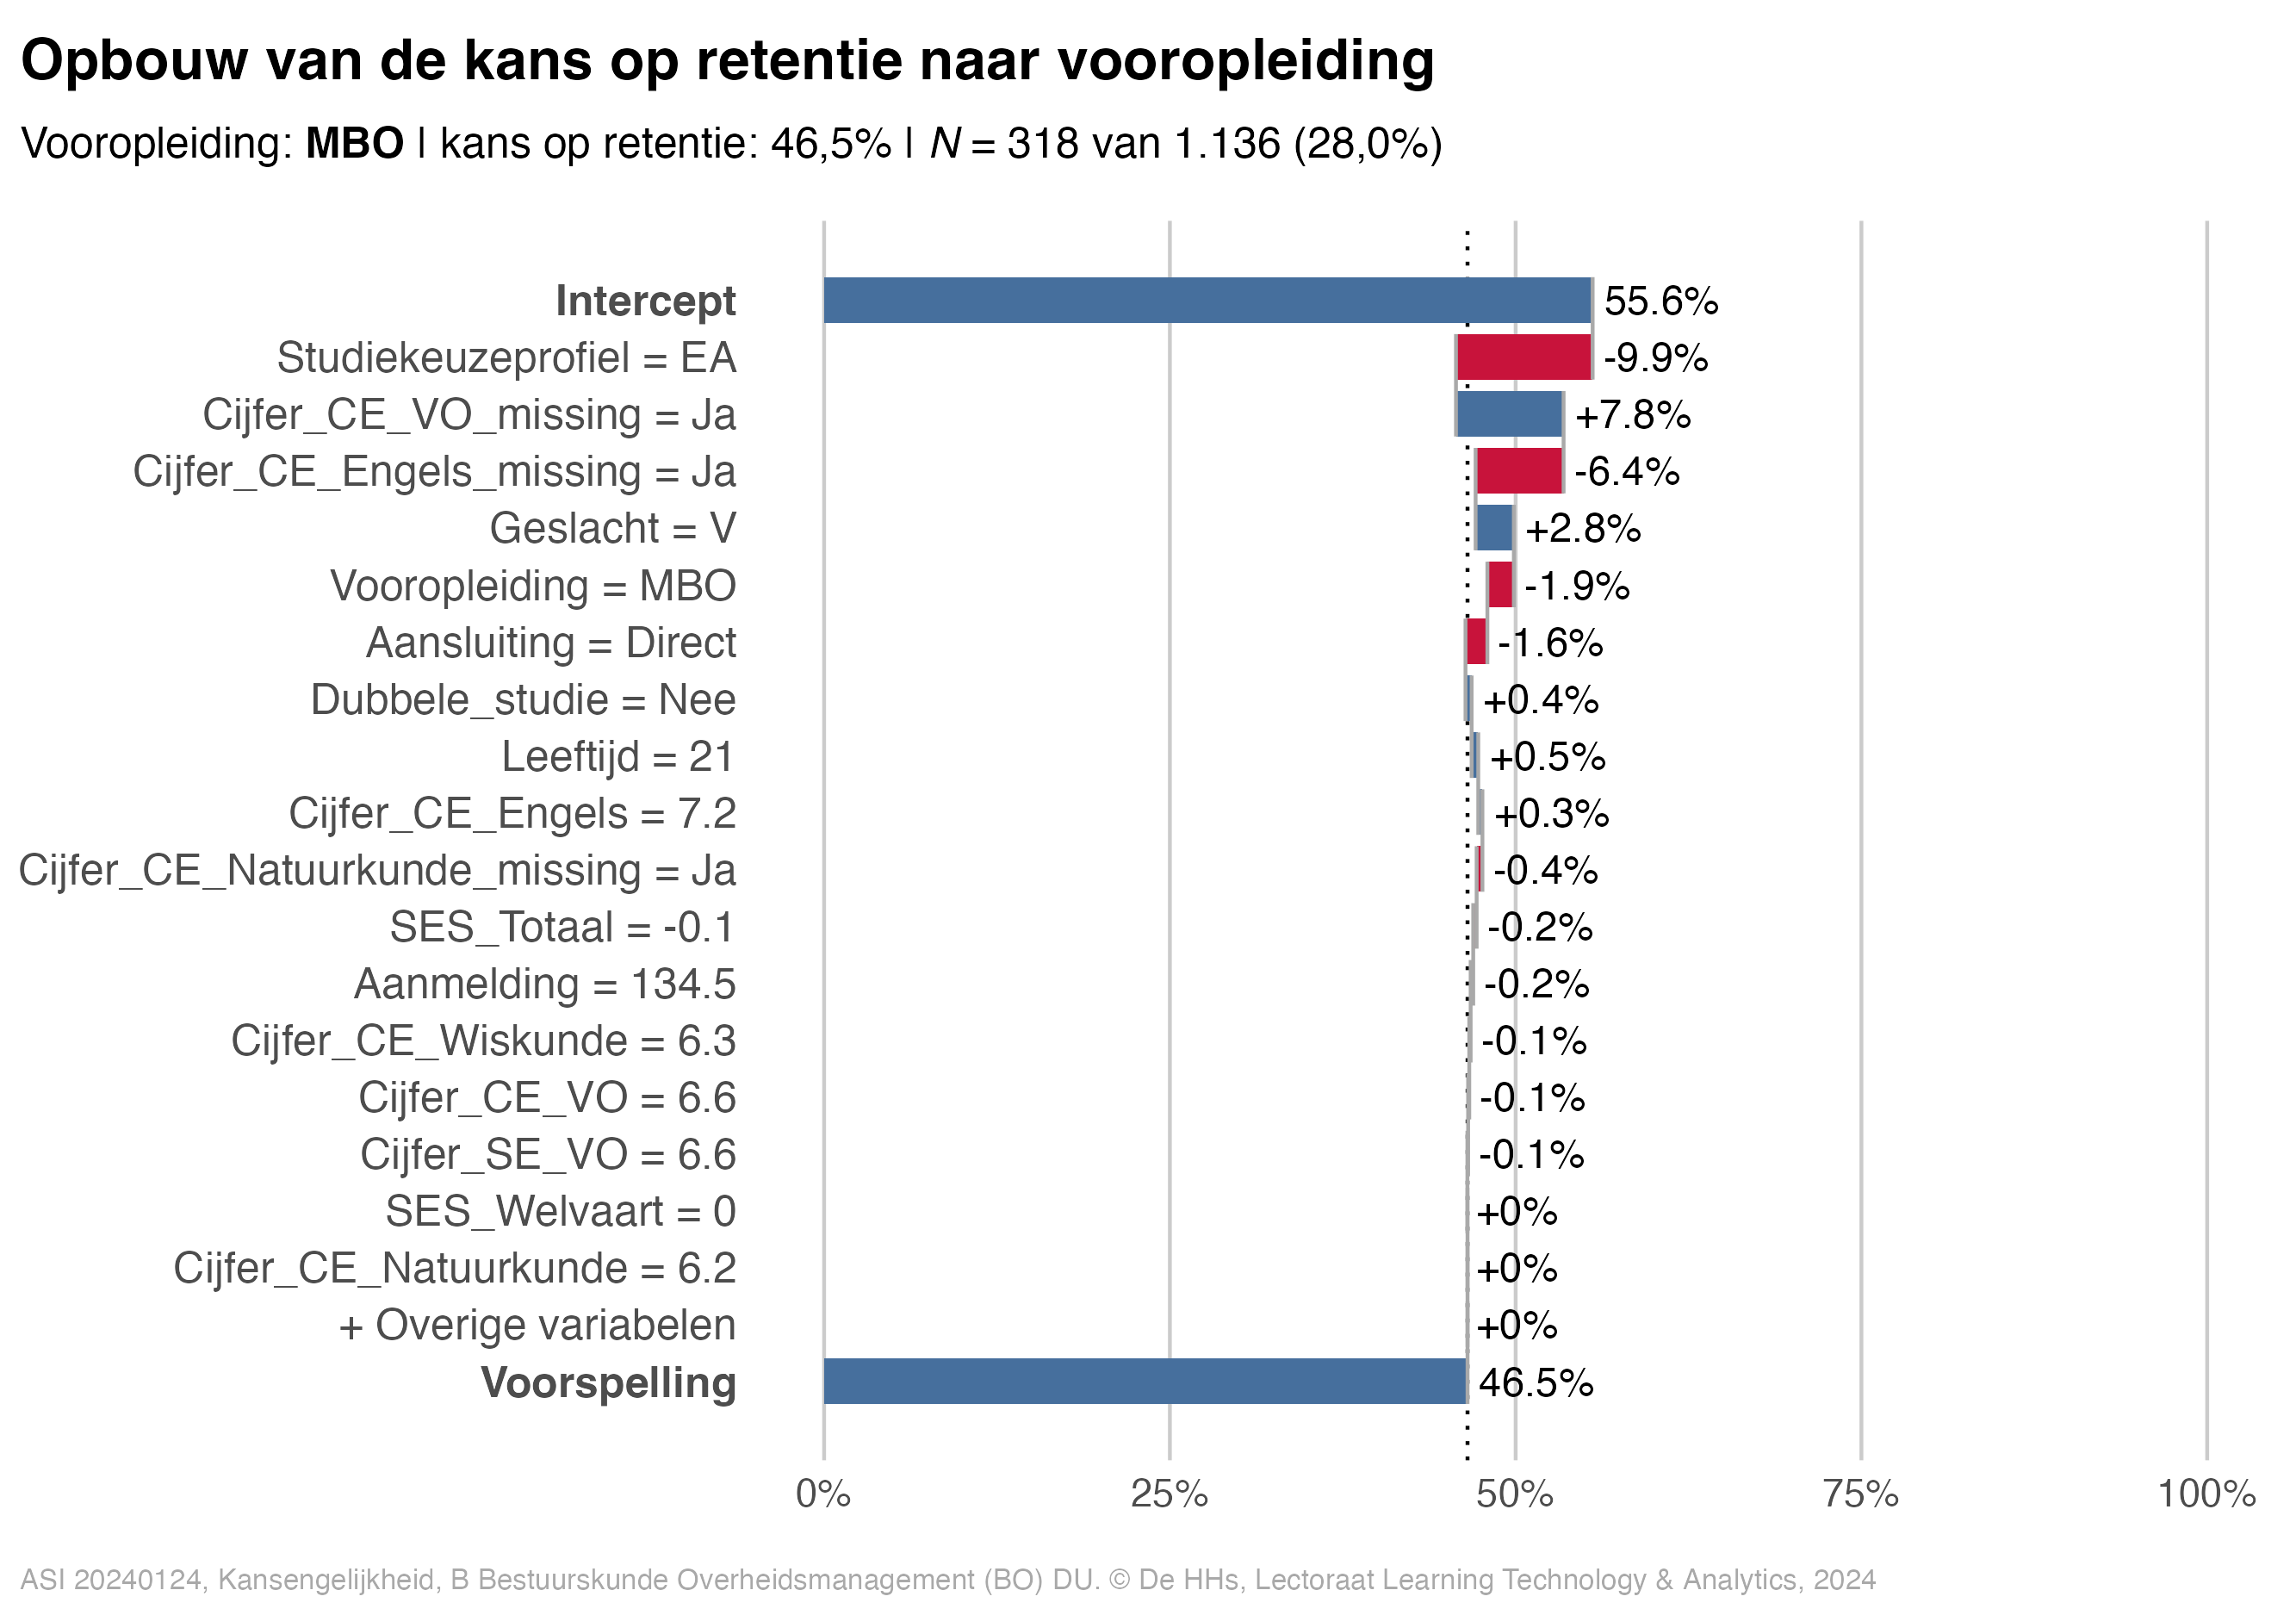 Opbouw van de kans op retentie naar vooropleiding
Vooropleiding: MBO | kans op retentie: 46,5% | N = 318 van 1.136 (28,0%)
Intercept 55.6%
Studiekeuzeprofiel = EA -9.9%
Cijfer_CE_VO_missing = Ja +7.8%
Cijfer_CE_Engels_missing = Ja -6.4%
Geslacht = V +2.8%
Vooropleiding = MBO -1.9%
Aansluiting = Direct -1.6%
Dubbele_studie = Nee +0.4%
Leeftijd = 21 +0.5%
Cijfer_CE_Engels = 7.2 +0.3%
Cijfer_CE_Natuurkunde_missing = Ja -0.4%
SES_Totaal = -0.1 -0.2%
Aanmelding = 134.5 -0.2%
Cijfer_CE_Wiskunde = 6.3 -0.1%
Cijfer_CE_VO = 6.6 -0.1%
Cijfer_SE_VO = 6.6 -0.1%
SES_Welvaart = 0 +0%
Cijfer_CE_Natuurkunde = 6.2 +0%
+ Overige variabelen +0%
Voorspelling 46.5%
0% 25% 50% 75% 100%
ASI 20240124, Kansengelijkheid, B Bestuurskunde Overheidsmanagement (BO) DU. © De HHs, Lectoraat Learning Technology & Analytics, 2024